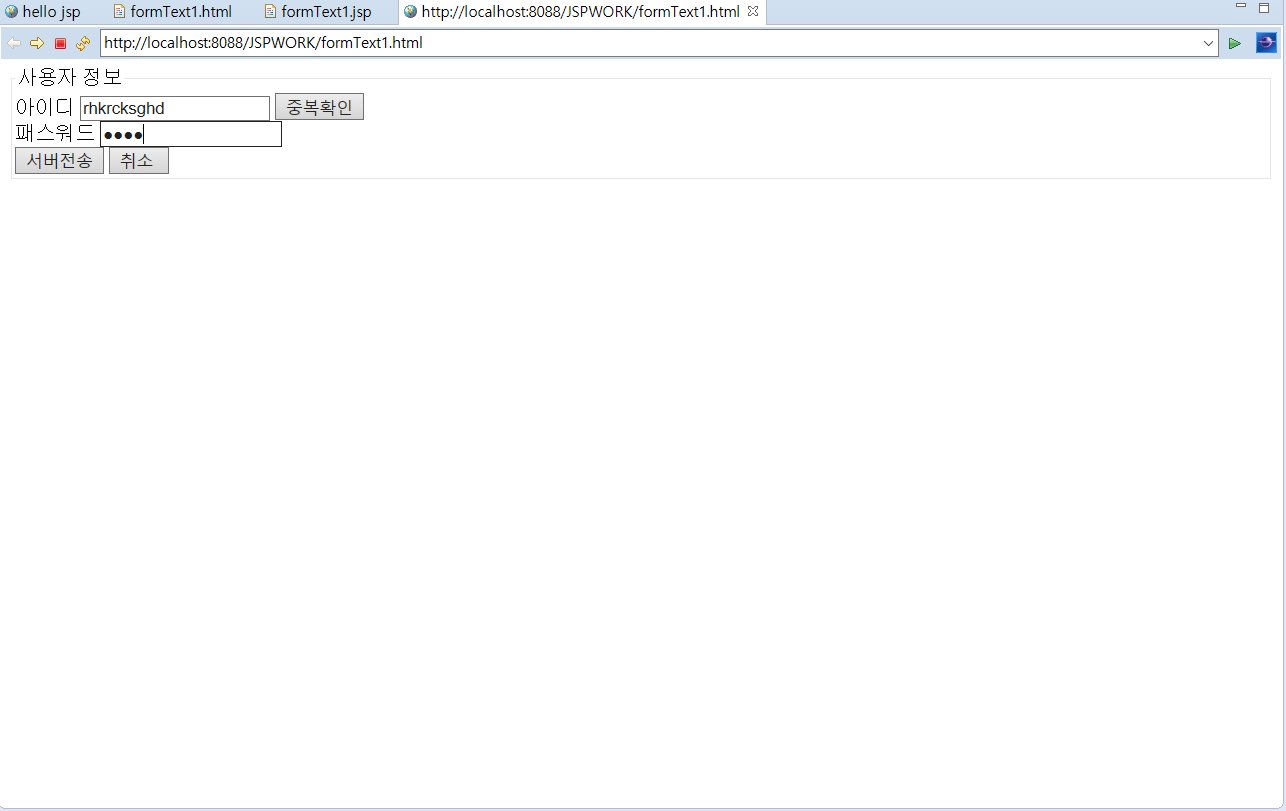 hello jsp formText1.html formText1.jsp http://localhost:8088/JSPWORK/formText1.html
http://localhost:8088/JSPWORK/formText1.html
사용자 정보
아이디 rhkrcksghd 중복확인
패스워드 ●●●●
서버전송 취소